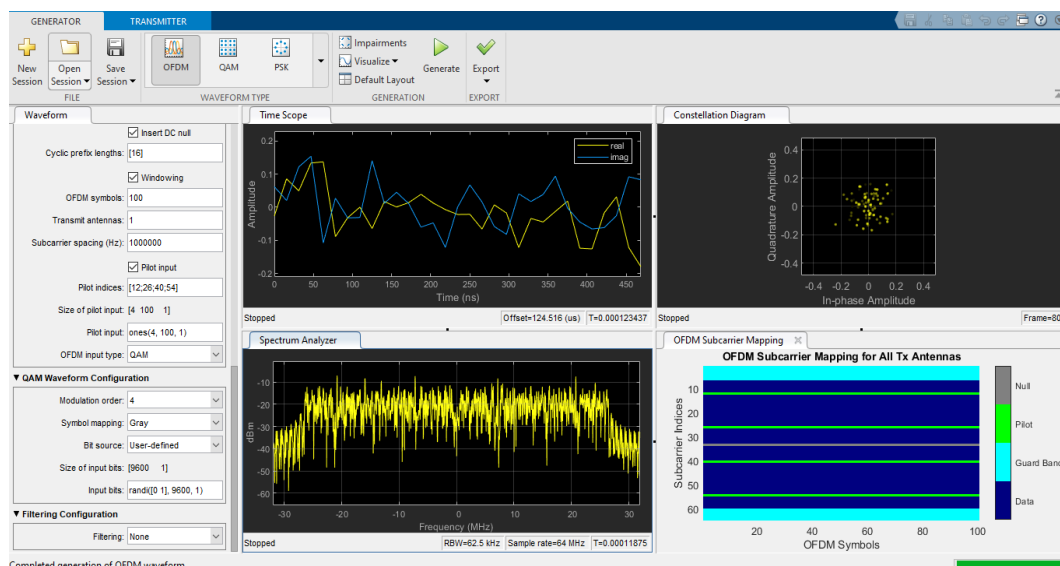 GENERATOR TRANSMITTER
New Session
Open Session
Save Session
FILE
OFDM
QAM
PSK
WAVEFORM TYPE
Impairments
Visualize
Default Layout
Generate
GENERATION
Export
EXPORT
Waveform
Insert DC null
Cyclic prefix lengths: [16]
Windowing
OFDM symbols: 100
Transmit antennas: 1
Subcarrier spacing (Hz): 1000000
Pilot input
Pilot indices: [12;26;40;54]
Size of pilot input: [4 100 1]
Pilot input: ones(4, 100, 1)
OFDM input type: QAM
QAM Waveform Configuration
Modulation order: 4
Symbol mapping: Gray
Bit source: User-defined
Size of input bits: [9600 1]
Input bits: randi([0 1], 9600, 1)
Filtering Configuration
Filtering: None
Completed generation of OFDM waveform
Time Scope
real
imag
Amplitude
0.2
0.1
0
-0.1
-0.2
0 50 100 150 200 250 300 350 400 450
Time (ns)
Stopped Offset=124.516 (us) T=0.000123437
Constellation Diagram
Quadrature Amplitude
0.4
0.2
0
-0.2
-0.4
-0.4 -0.2 0 0.2 0.4
In-phase Amplitude
Stopped Frame=80
Spectrum Analyzer
dBm
-10
-20
-30
-40
-50
-60
-30 -20 -10 0 10 20 30
Frequency (MHz)
Stopped RBW=62.5 kHz Sample rate=64 MHz T=0.00011875
OFDM Subcarrier Mapping
OFDM Subcarrier Mapping for All Tx Antennas
Subcarrier Indices
10
20
30
40
50
60
20 40 60 80 100
OFDM Symbols
Null
Pilot
Guard Band
Data